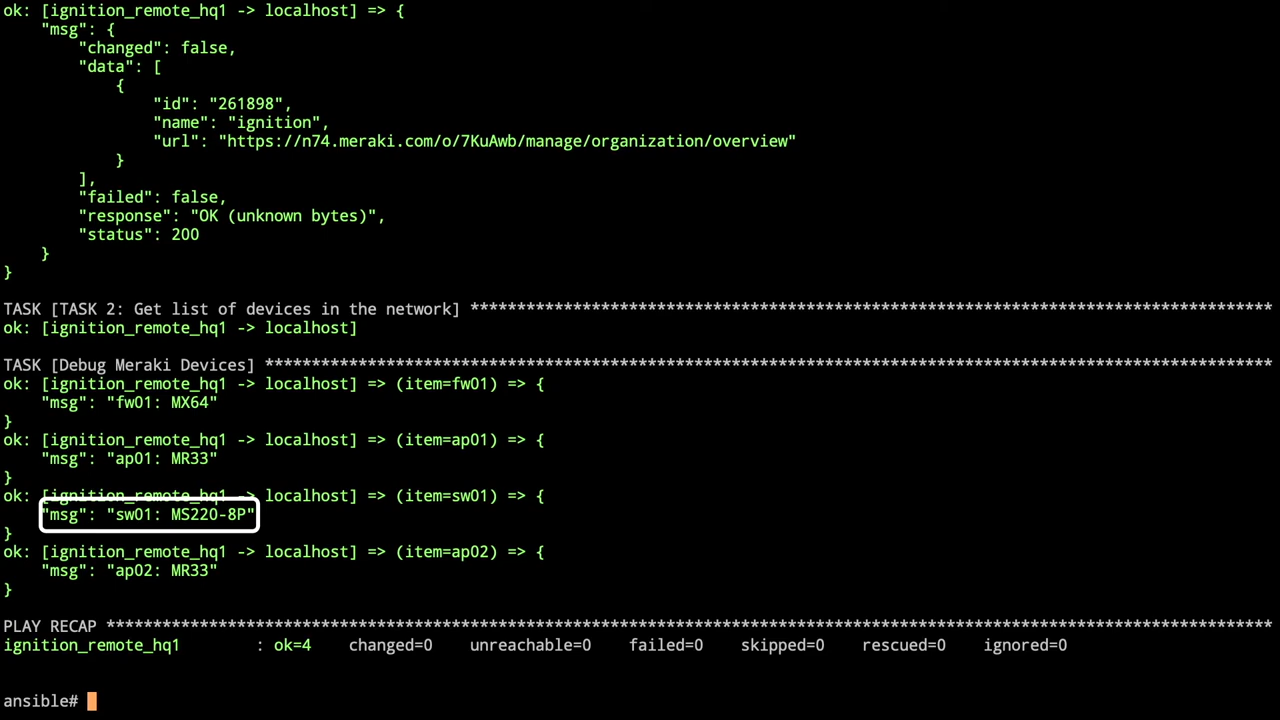 ok: [ignition_remote_hq1 -> localhost] => {
    "msg": {
        "changed": false,
        "data": [
            {
                "id": "261898",
                "name": "ignition",
                "url": "https://n74.meraki.com/o/7KuAwb/manage/organization/overview"
            }
        ],
        "failed": false,
        "response": "OK (unknown bytes)",
        "status": 200
    }
}
TASK [TASK 2: Get list of devices in the network] **************************************************************************************
ok: [ignition_remote_hq1 -> localhost]
TASK [Debug Meraki Devices] ************************************************************************************************************
ok: [ignition_remote_hq1 -> localhost] => (item=fw01) => {
    "msg": "fw01: MX64"
}
ok: [ignition_remote_hq1 -> localhost] => (item=ap01) => {
    "msg": "ap01: MR33"
}
ok: [ignition_remote_hq1 -> localhost] => (item=sw01) => {
    "msg": "sw01: MS220-8P"
}
ok: [ignition_remote_hq1 -> localhost] => (item=ap02) => {
    "msg": "ap02: MR33"
}
PLAY RECAP *****************************************************************************************************************************
ignition_remote_hq1        : ok=4    changed=0    unreachable=0    failed=0    skipped=0    rescued=0    ignored=0
ansible#